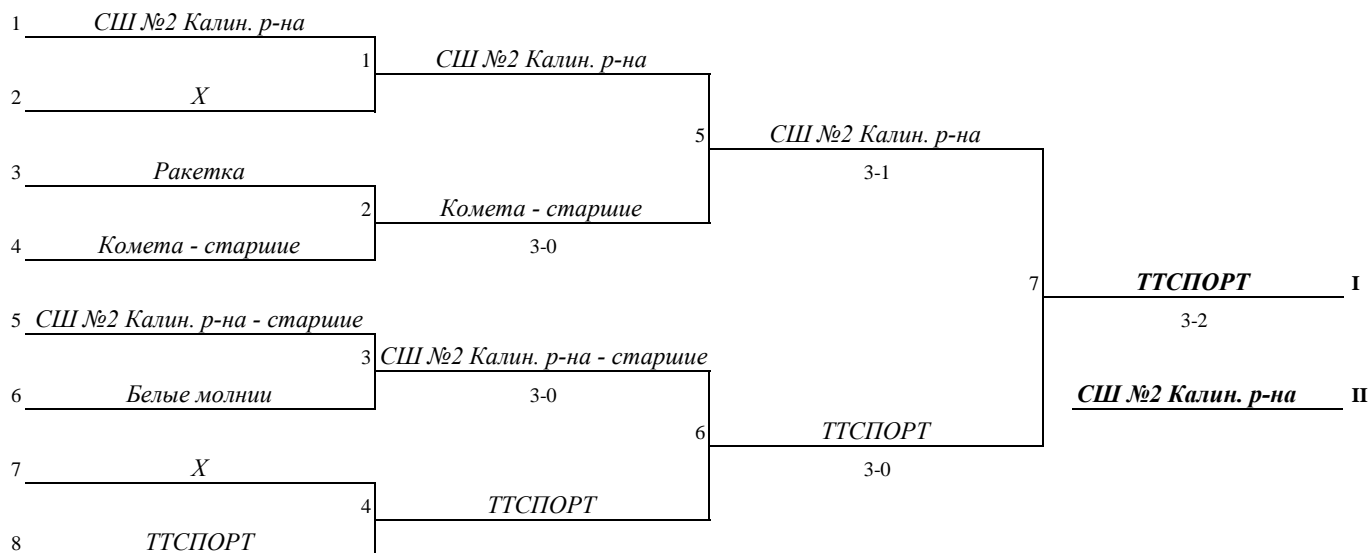 1 СШ №2 Калин. р-на
1 СШ №2 Калин. р-на
2 X
5 СШ №2 Калин. р-на
3 Ракетка
3-1
2 Комета - старшие
4 Комета - старшие
3-0
7 ТТСПОРТ I
5 СШ №2 Калин. р-на - старшие
3-2
3 СШ №2 Калин. р-на - старшие
6 Белые молнии
3-0
СШ №2 Калин. р-на II
6 ТТСПОРТ
7 X
3-0
4 ТТСПОРТ
8 ТТСПОРТ